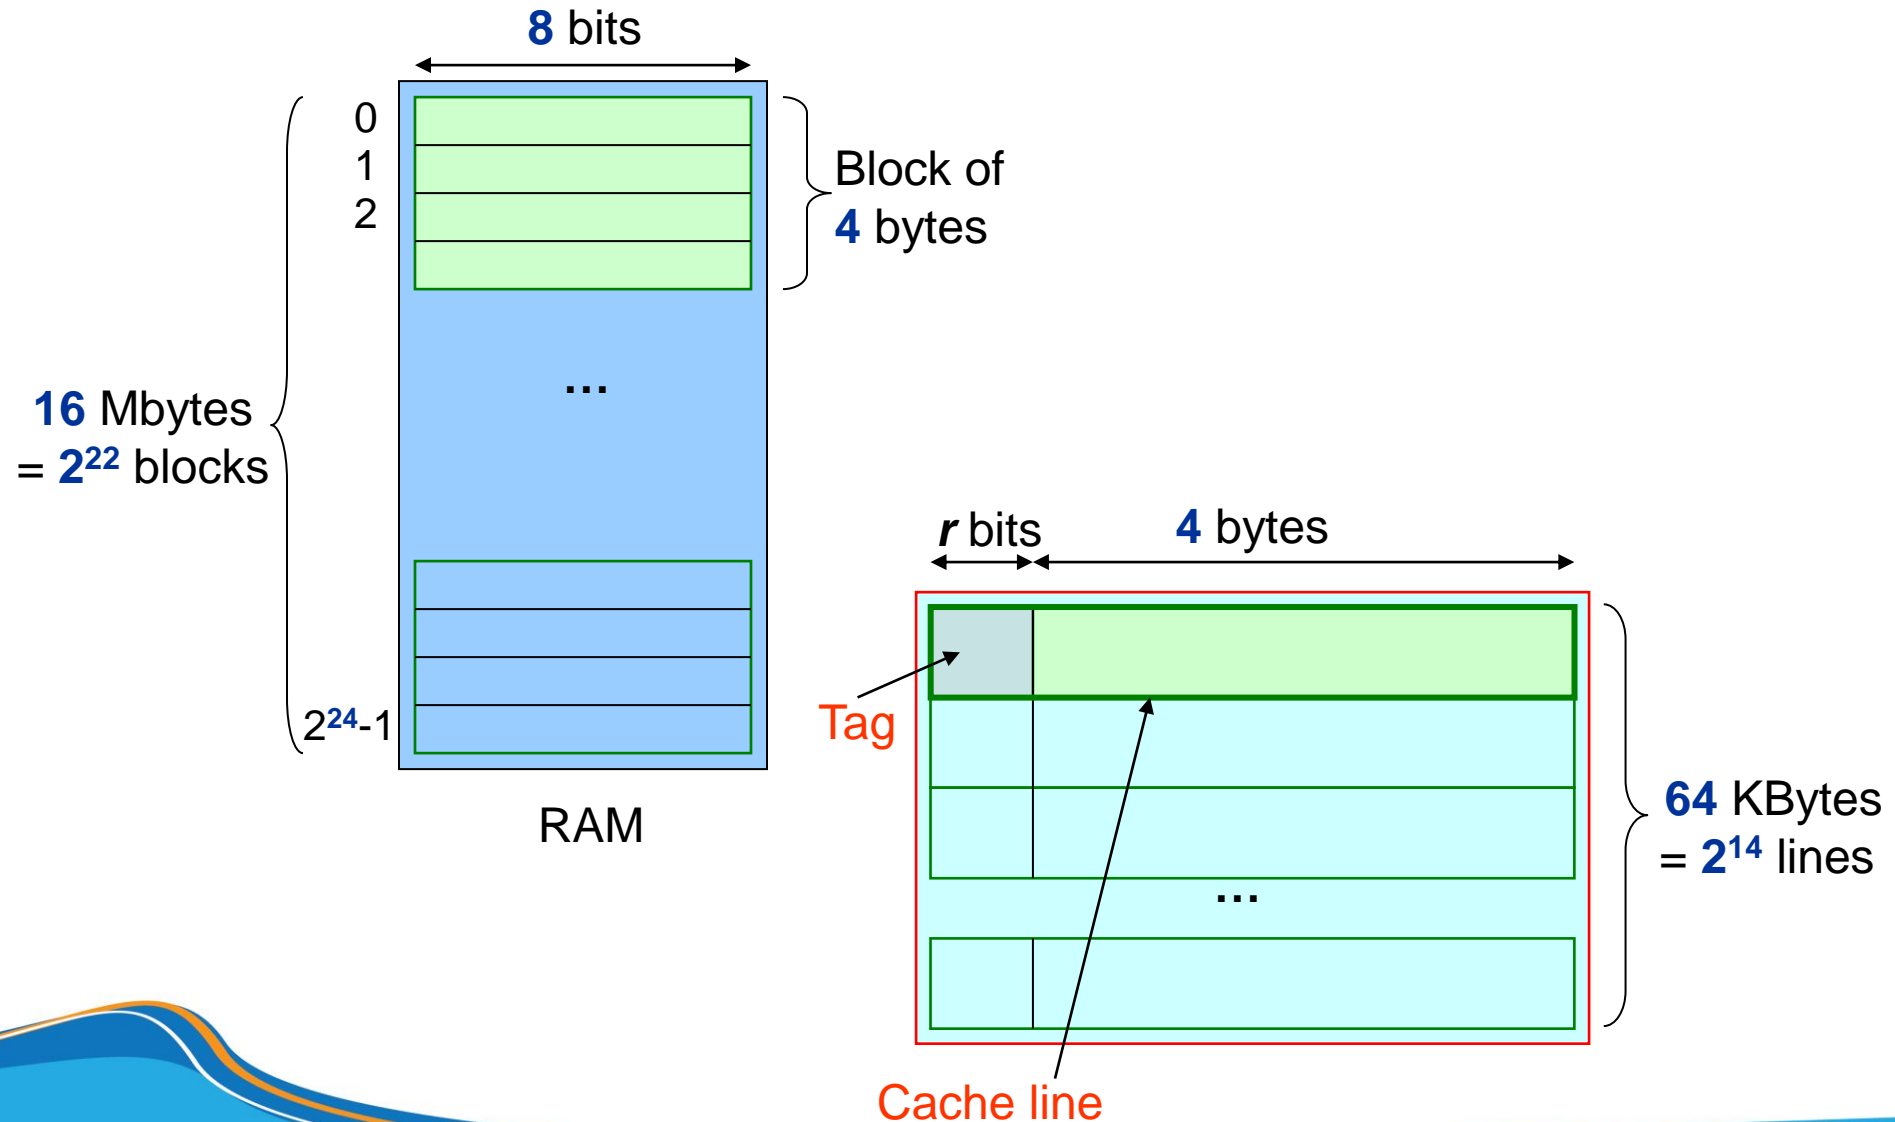 8 bits
0
1
2
Block of
4 bytes
...
16 Mbytes
= 2²² blocks
2²⁴-1
RAM
r bits
4 bytes
Tag
64 KBytes
= 2¹⁴ lines
...
Cache line